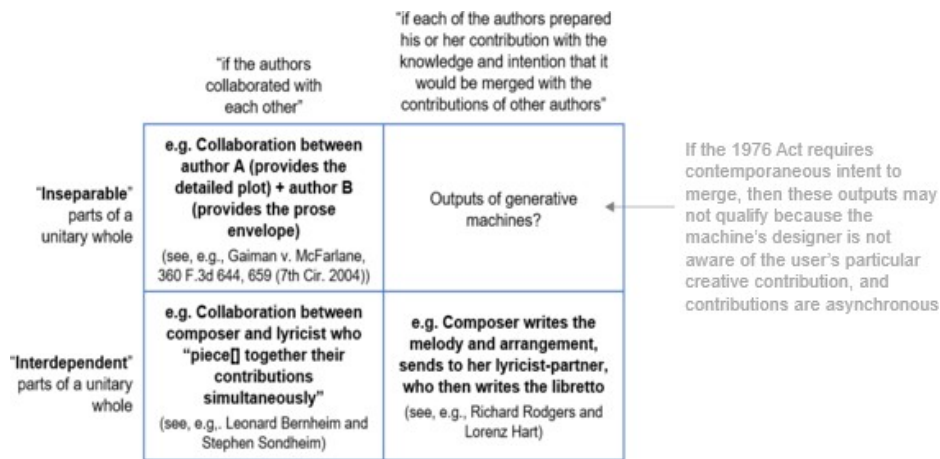 "if the authors
collaborated with
each other"
"if each of the authors prepared
his or her contribution with the
knowledge and intention that it
would be merged with the
contributions of other authors"
"Inseparable"
parts of a
unitary whole
e.g. Collaboration between
author A (provides the
detailed plot) + author B
(provides the prose
envelope)
(see, e.g., Gaiman v. McFarlane,
360 F.3d 644, 659 (7th Cir. 2004))
Outputs of generative
machines?
If the 1976 Act requires
contemporaneous intent to
merge, then these outputs may
not qualify because the
machine's designer is not
aware of the user's particular
creative contribution, and
contributions are asynchronous
"Interdependent"
parts of a unitary
whole
e.g. Collaboration between
composer and lyricist who
"piece[] together their
contributions
simultaneously"
(see, e.g,. Leonard Bernheim and
Stephen Sondheim)
e.g. Composer writes the
melody and arrangement,
sends to her lyricist-partner,
who then writes the libretto
(see, e.g., Richard Rodgers and
Lorenz Hart)